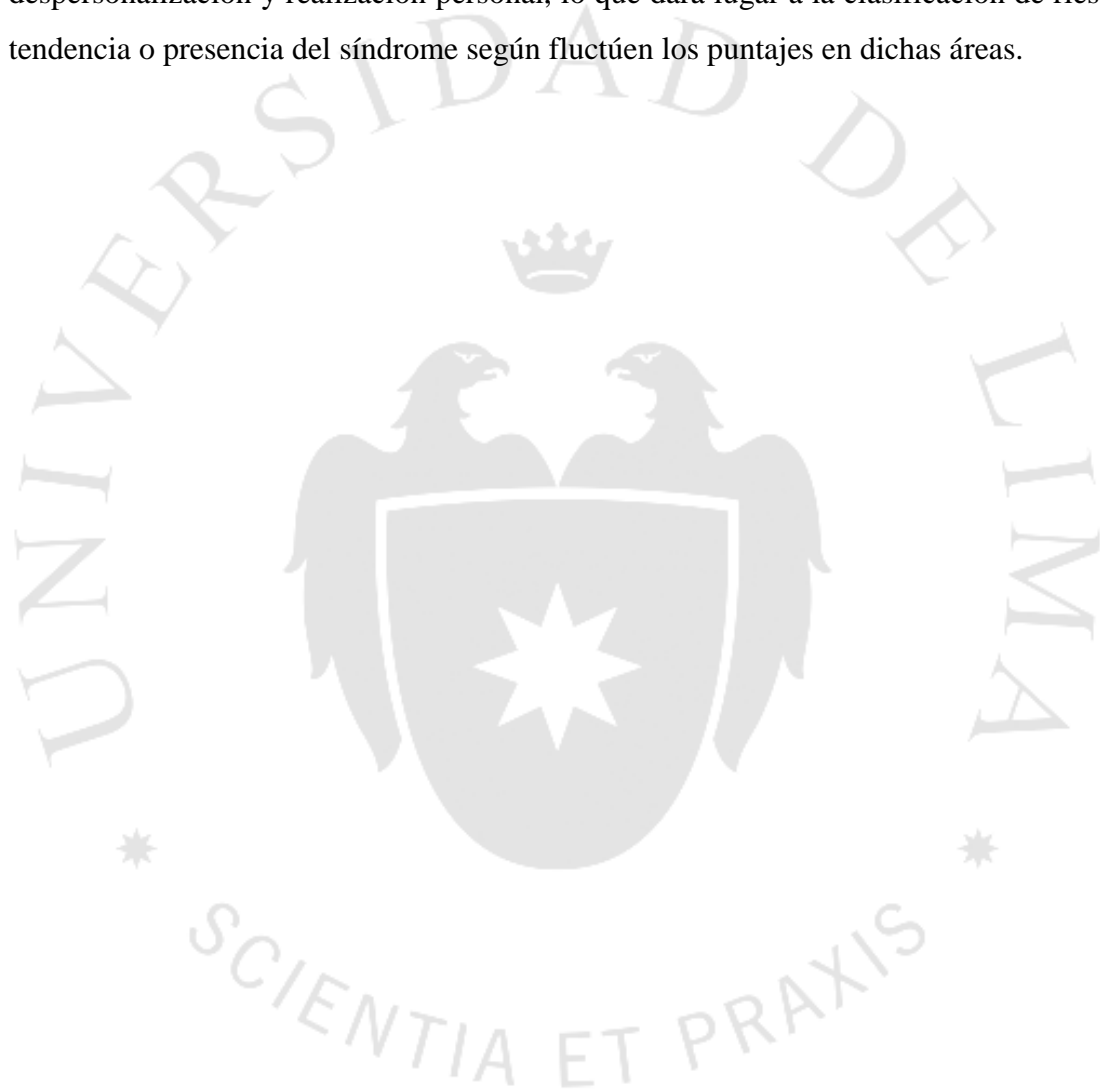 despersonalización y realización personal, lo que dará lugar a la clasificación de ries
tendencia o presencia del síndrome según fluctúen los puntajes en dichas áreas.
UNIVERSIDAD DE LIMA
SCIENTIA ET PRAXIS